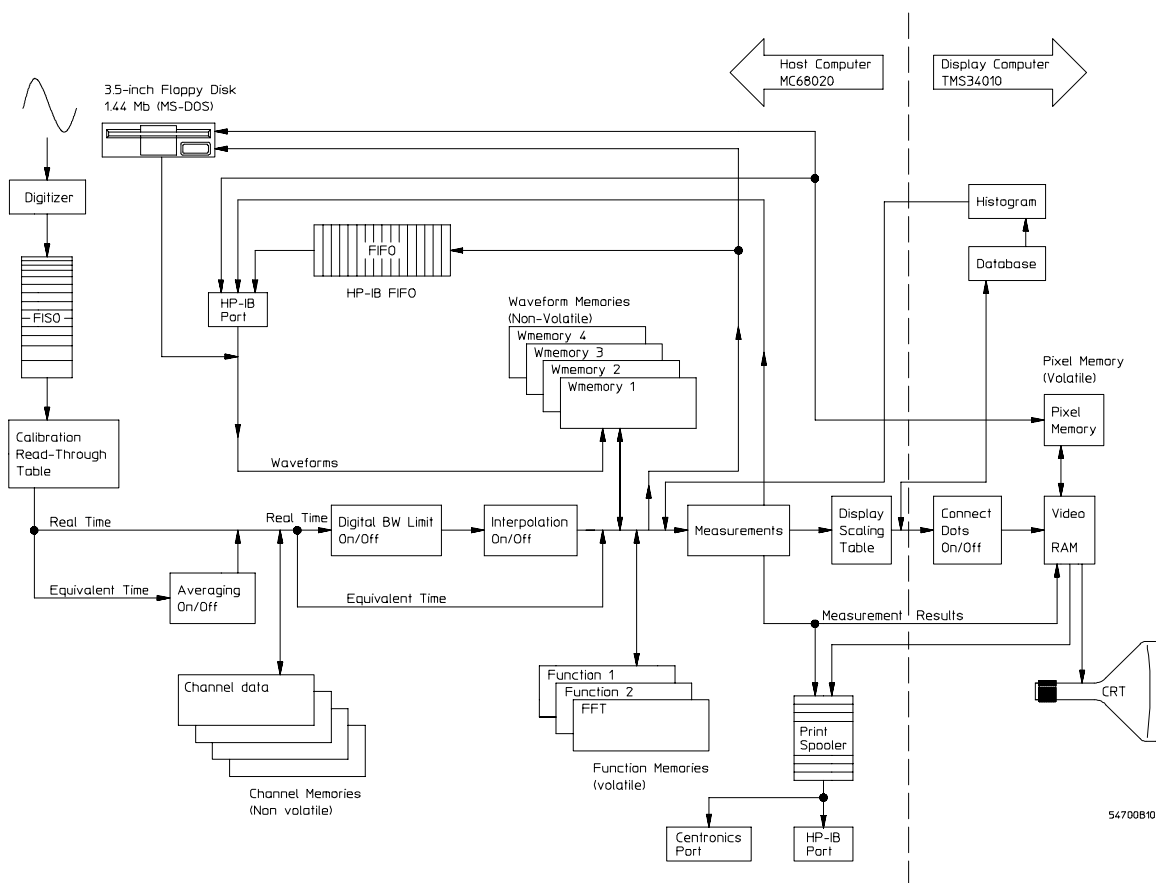 Host Computer
MC68020
Display Computer
TMS34010
3.5-inch Floppy Disk
1.44 Mb (MS-DOS)
Digitizer
Histogram
FIFO
Database
HP-IB FIFO
HP-IB
Port
FISO
Waveform Memories
(Non-Volatile)
Wmemory 4
Wmemory 3
Wmemory 2
Wmemory 1
Pixel Memory
(Volatile)
Pixel
Memory
Calibration
Read-Through
Table
Waveforms
Real Time
Real Time
Digital BW Limit
On/Off
Interpolation
On/Off
Measurements
Display
Scaling
Table
Connect
Dots
On/Off
Video
RAM
Equivalent Time
Averaging
On/Off
Equivalent Time
Measurement Results
Channel data
Function 1
Function 2
FFT
CRT
Print
Spooler
Function Memories
(volatile)
Channel Memories
(Non volatile)
Centronics
Port
HP-IB
Port
54700B10